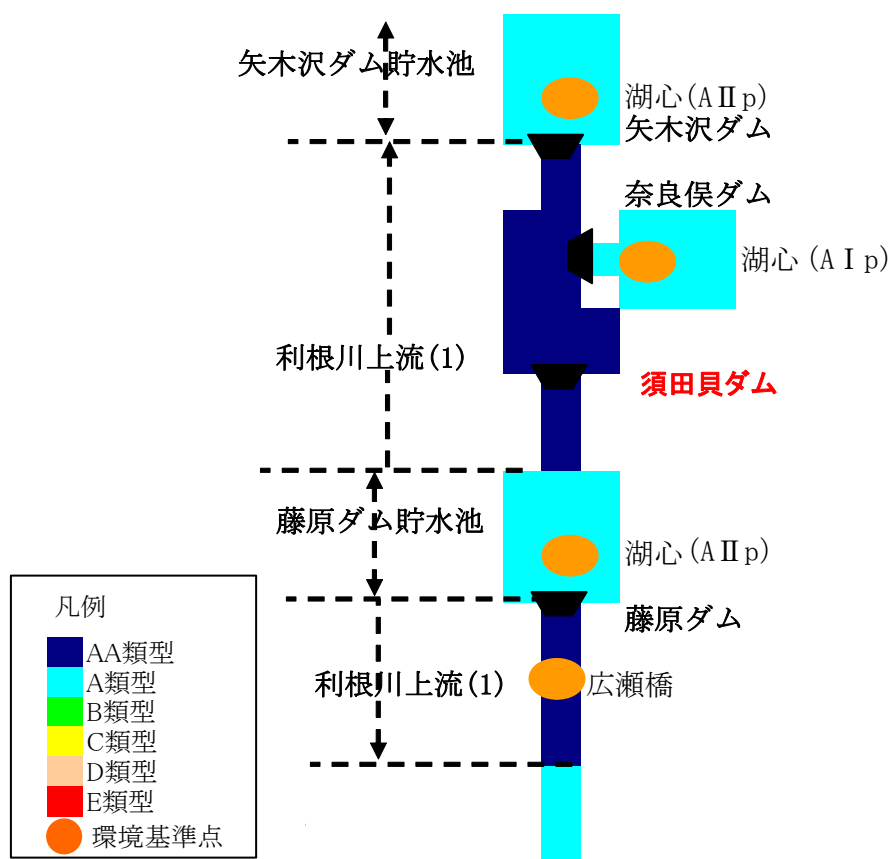 矢木沢ダム貯水池
湖心(AⅡp)
矢木沢ダム
奈良俣ダム
湖心(AⅠp)
利根川上流(1)
須田貝ダム
藤原ダム貯水池
湖心(AⅡp)
藤原ダム
利根川上流(1)
広瀬橋
凡例
AA類型
A類型
B類型
C類型
D類型
E類型
環境基準点